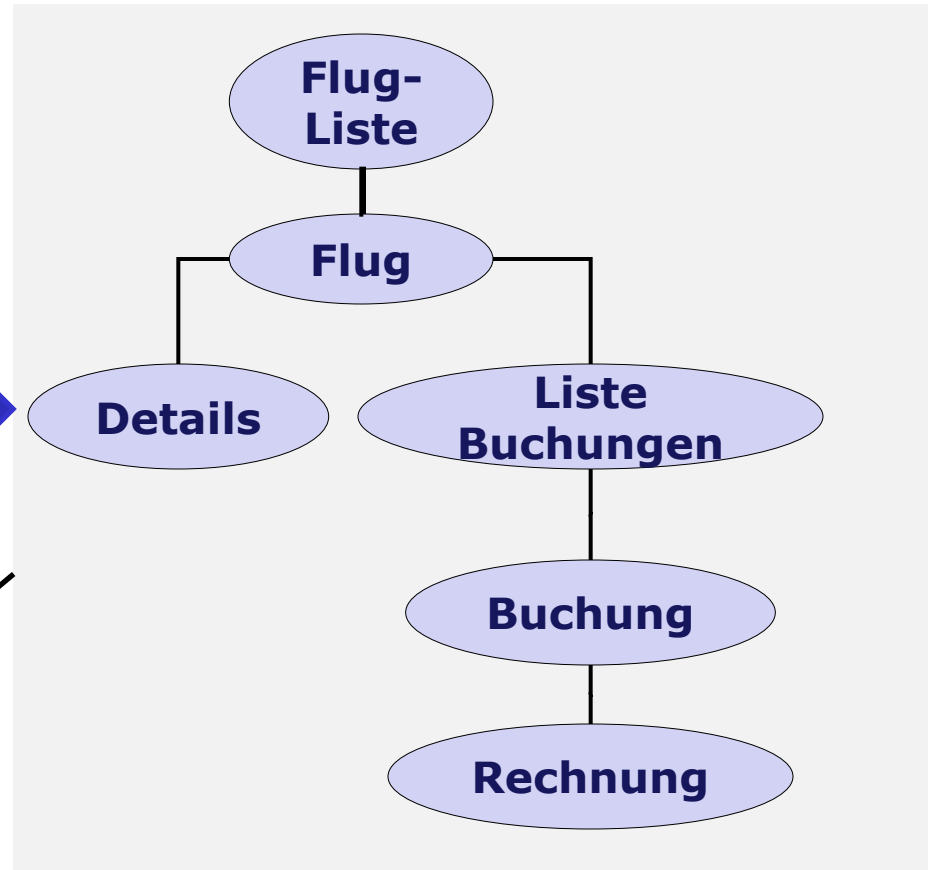 Flug-
Liste
Flug
Details
Liste
Buchungen
Buchung
Rechnung